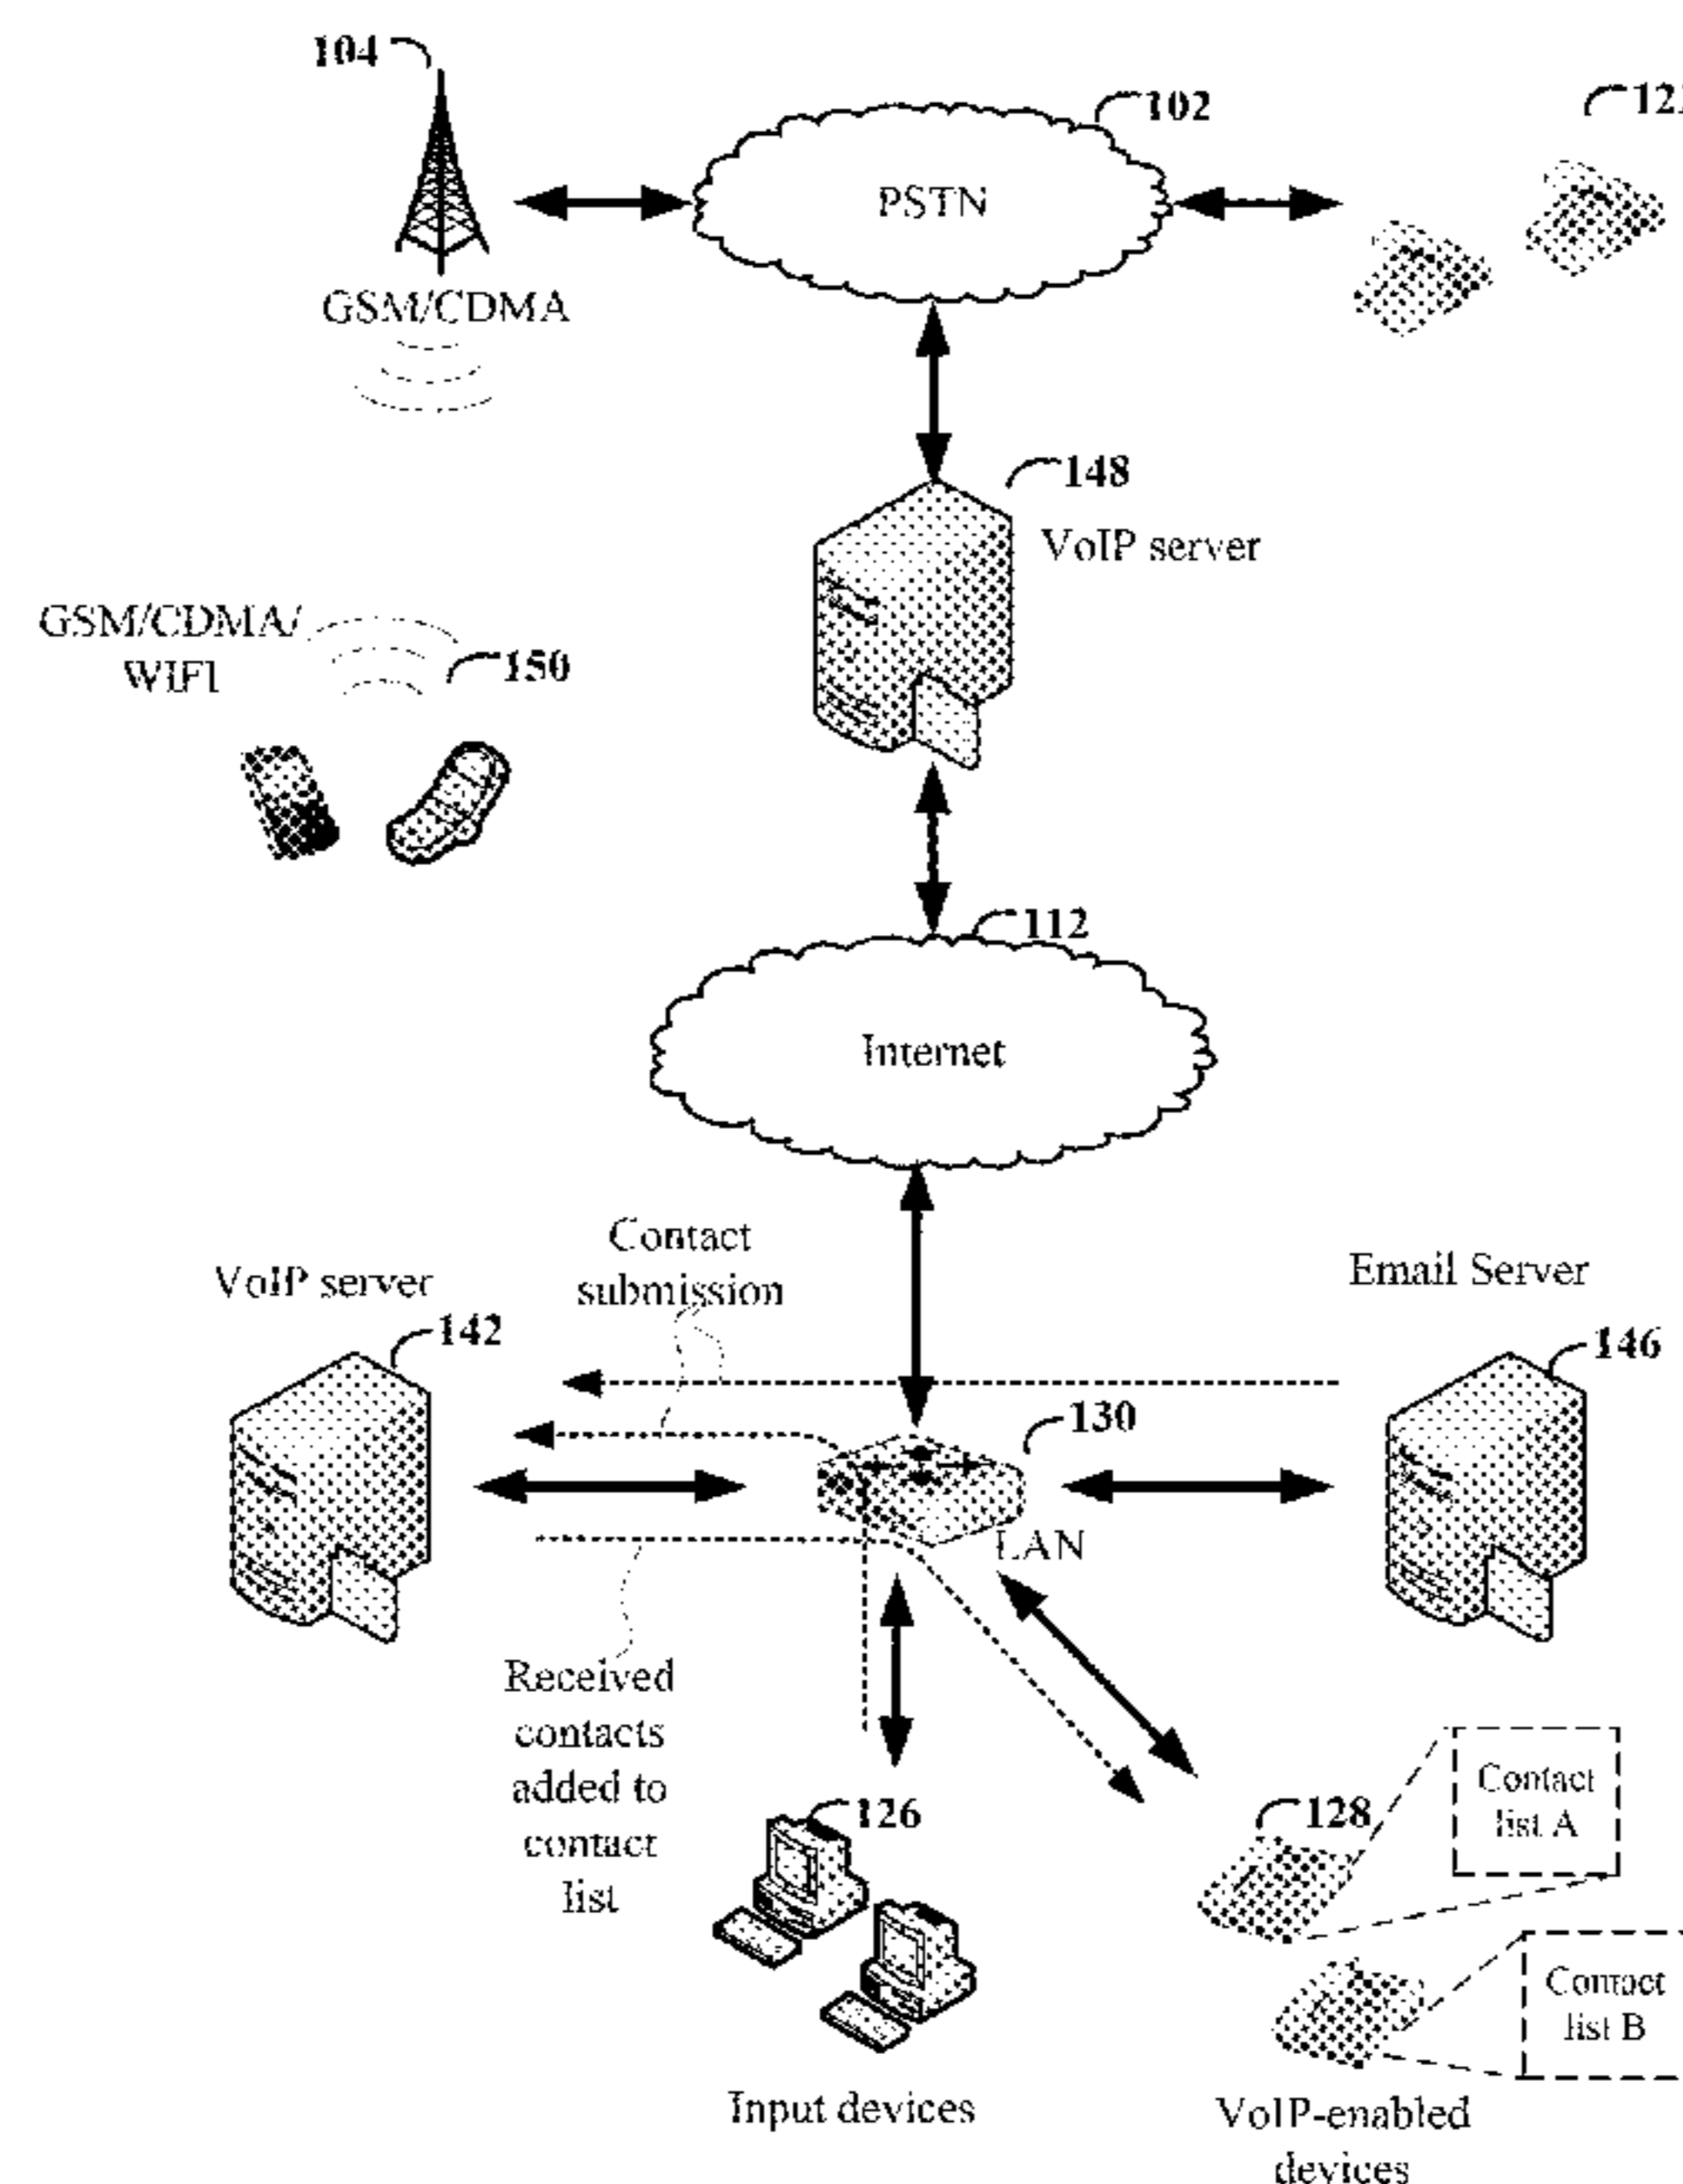 104
102
PSTN
GSM/CDMA
148
VoIP server
GSM/CDMA/
WIFI
150
112
Internet
Contact
submission
VoIP server
142
Email Server
146
130
LAN
Received
contacts
added to
contact
list
126
128
Contact
list A
Contact
list B
Input devices
VoIP-enabled
devices